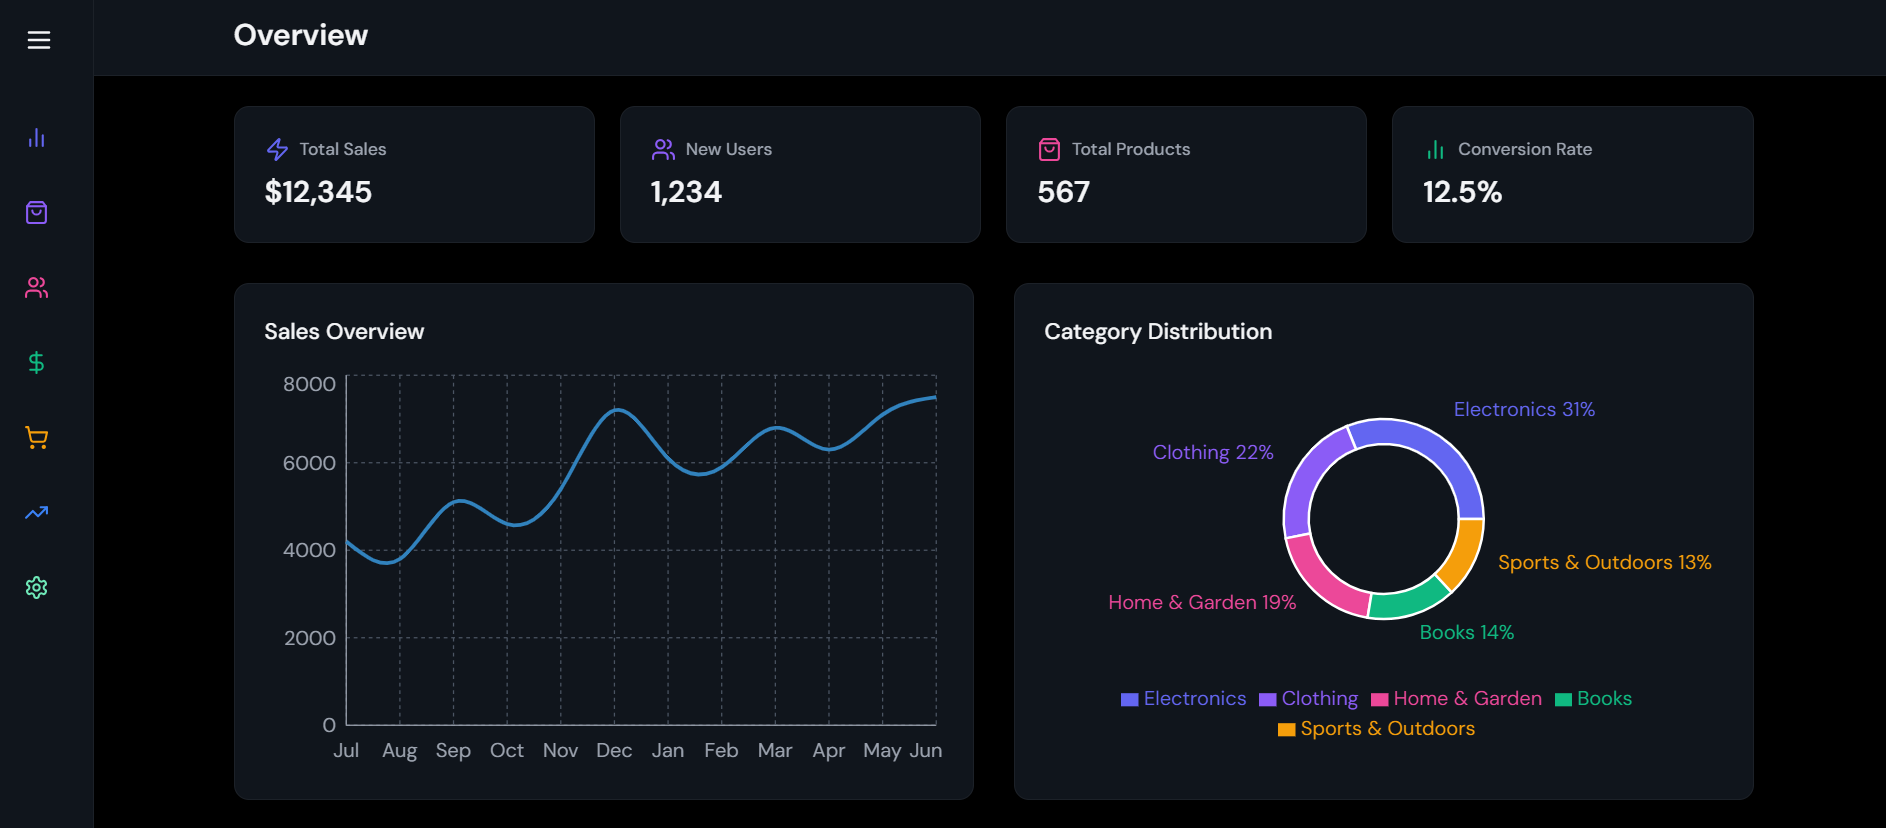 Overview
Total Sales
$12,345
New Users
1,234
Total Products
567
Conversion Rate
12.5%
Sales Overview
8000
6000
4000
2000
0
Jul Aug Sep Oct Nov Dec Jan Feb Mar Apr May Jun
Category Distribution
Electronics 31%
Clothing 22%
Sports & Outdoors 13%
Home & Garden 19%
Books 14%
Electronics Clothing Home & Garden Books
Sports & Outdoors